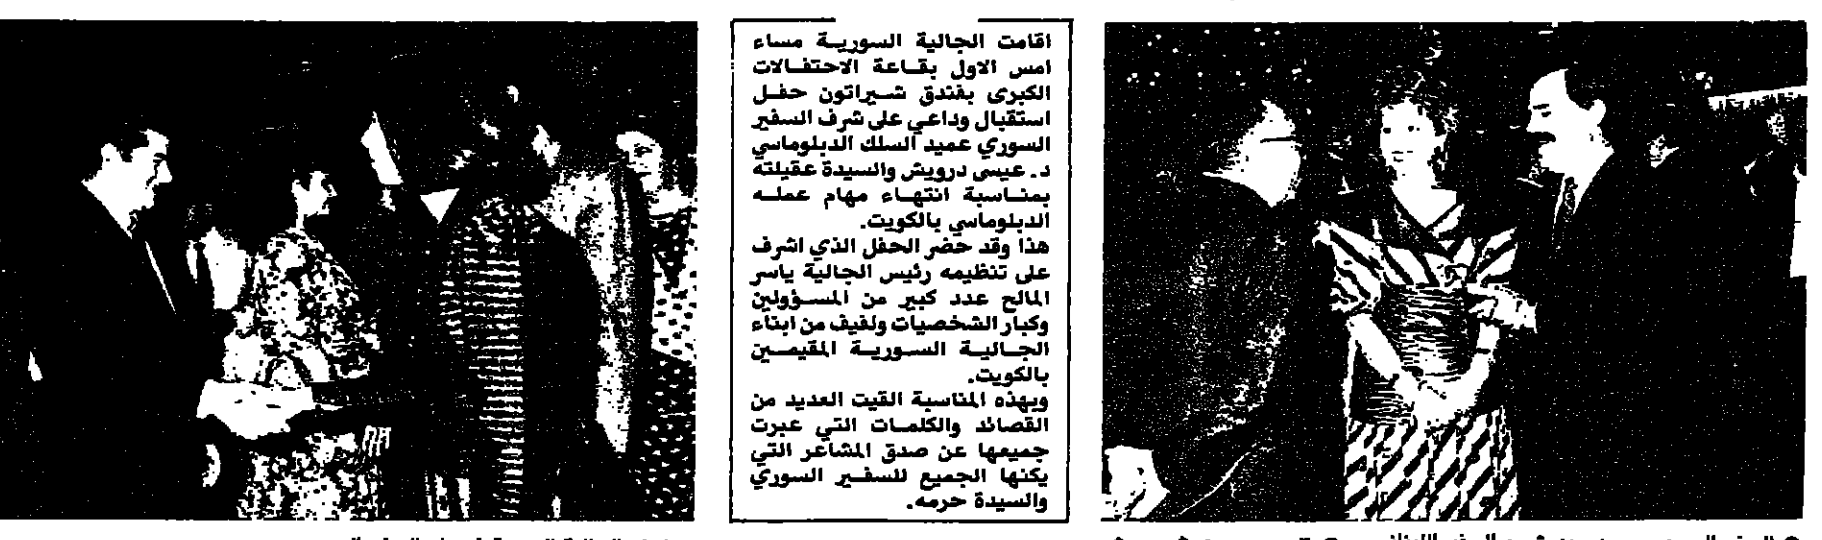 اقامت الجالية السورية مساء
امس الاول بقاعة الاحتفالات
الكبرى بفندق شيراتون حفل
استقبال وداعي على شرف السفير
السوري عميد السلك الدبلوماسي
د. عيسى درويش والسيدة عقيلته
بمناسبة انتهاء مهام عمله
الدبلوماسي بالكويت.
هذا وقد حضر الحفل الذي اشرف
على تنظيمه رئيس الجالية ياسر
المالح عدد كبير من المسؤولين
وكبار الشخصيات ولفيف من ابناء
الجالية السورية المقيمين
بالكويت.
وبهذه المناسبة القيت العديد من
القصائد والكلمات التي عبرت
جميعها عن صدق المشاعر التي
يكنها الجميع للسفير السوري
والسيدة حرمه.